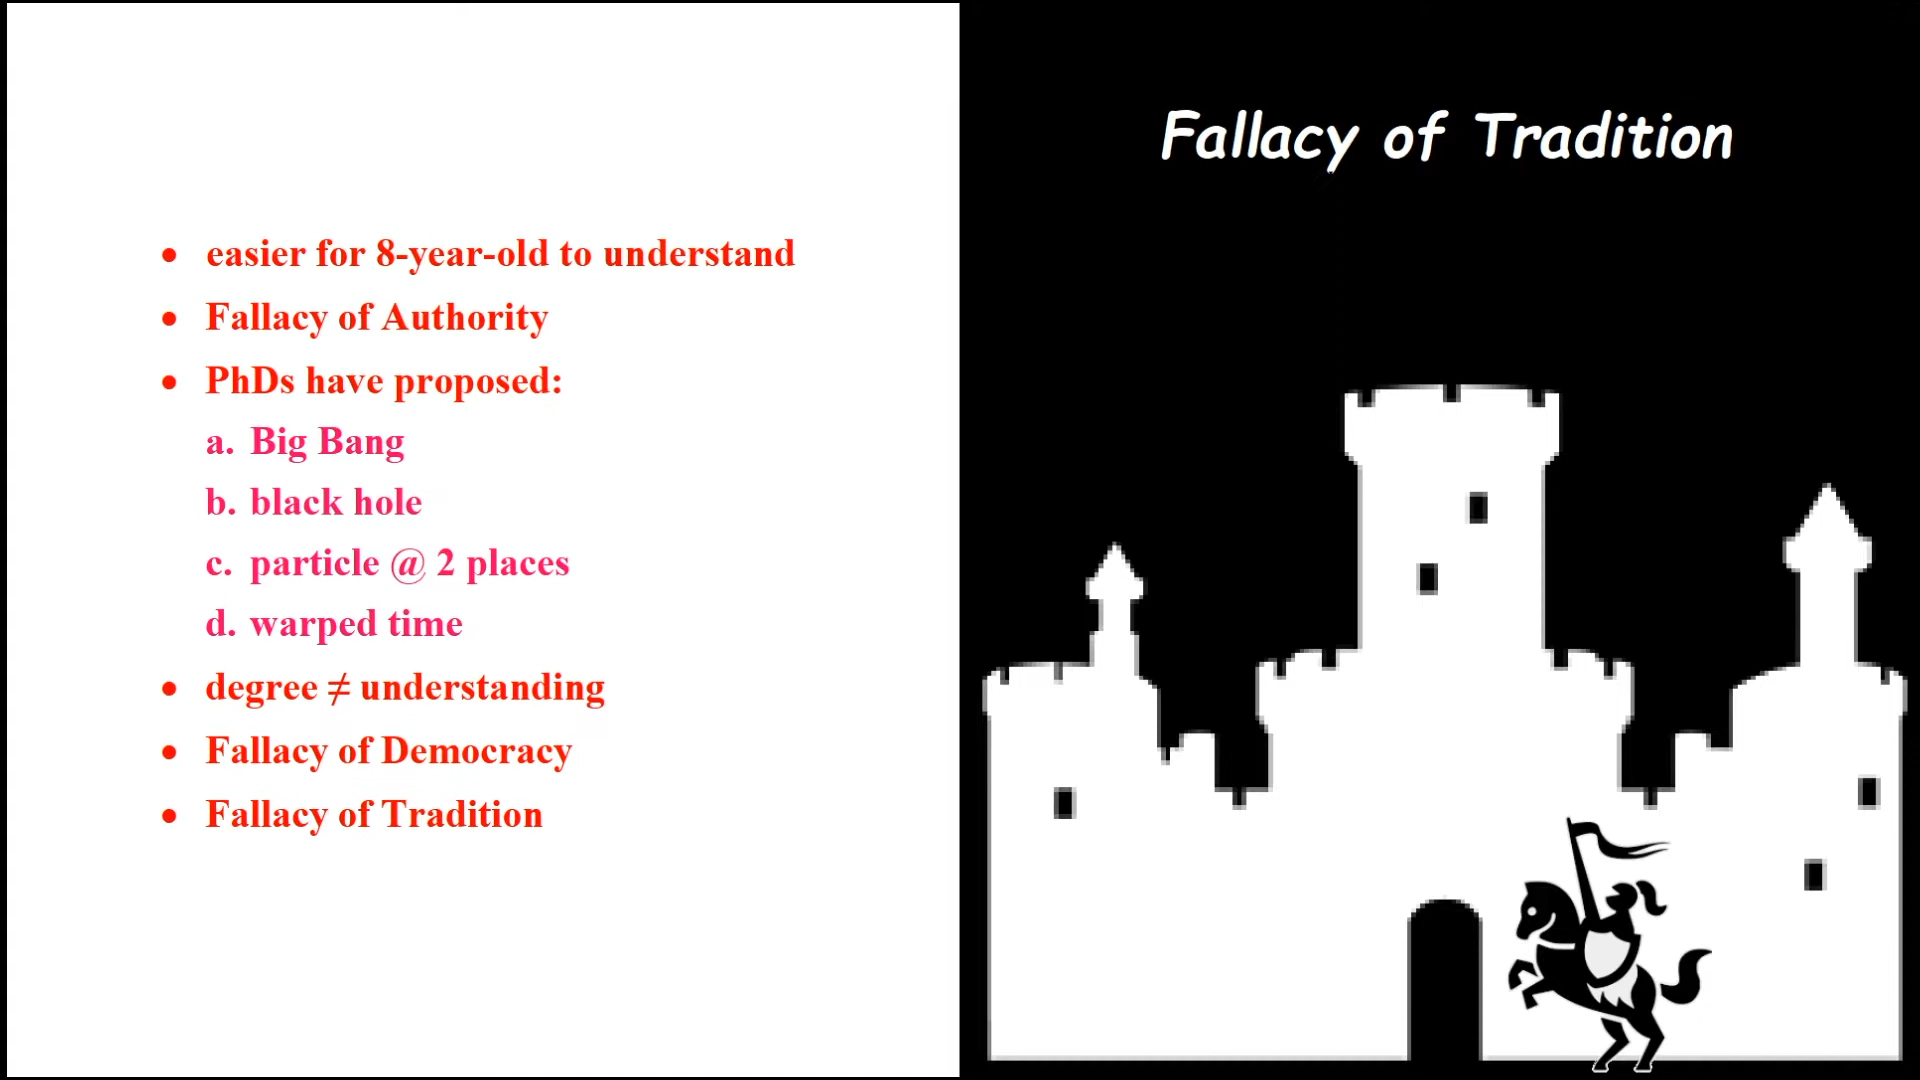 • easier for 8-year-old to understand
• Fallacy of Authority
• PhDs have proposed:
a. Big Bang
b. black hole
c. particle @ 2 places
d. warped time
• degree ≠ understanding
• Fallacy of Democracy
• Fallacy of Tradition
Fallacy of Tradition